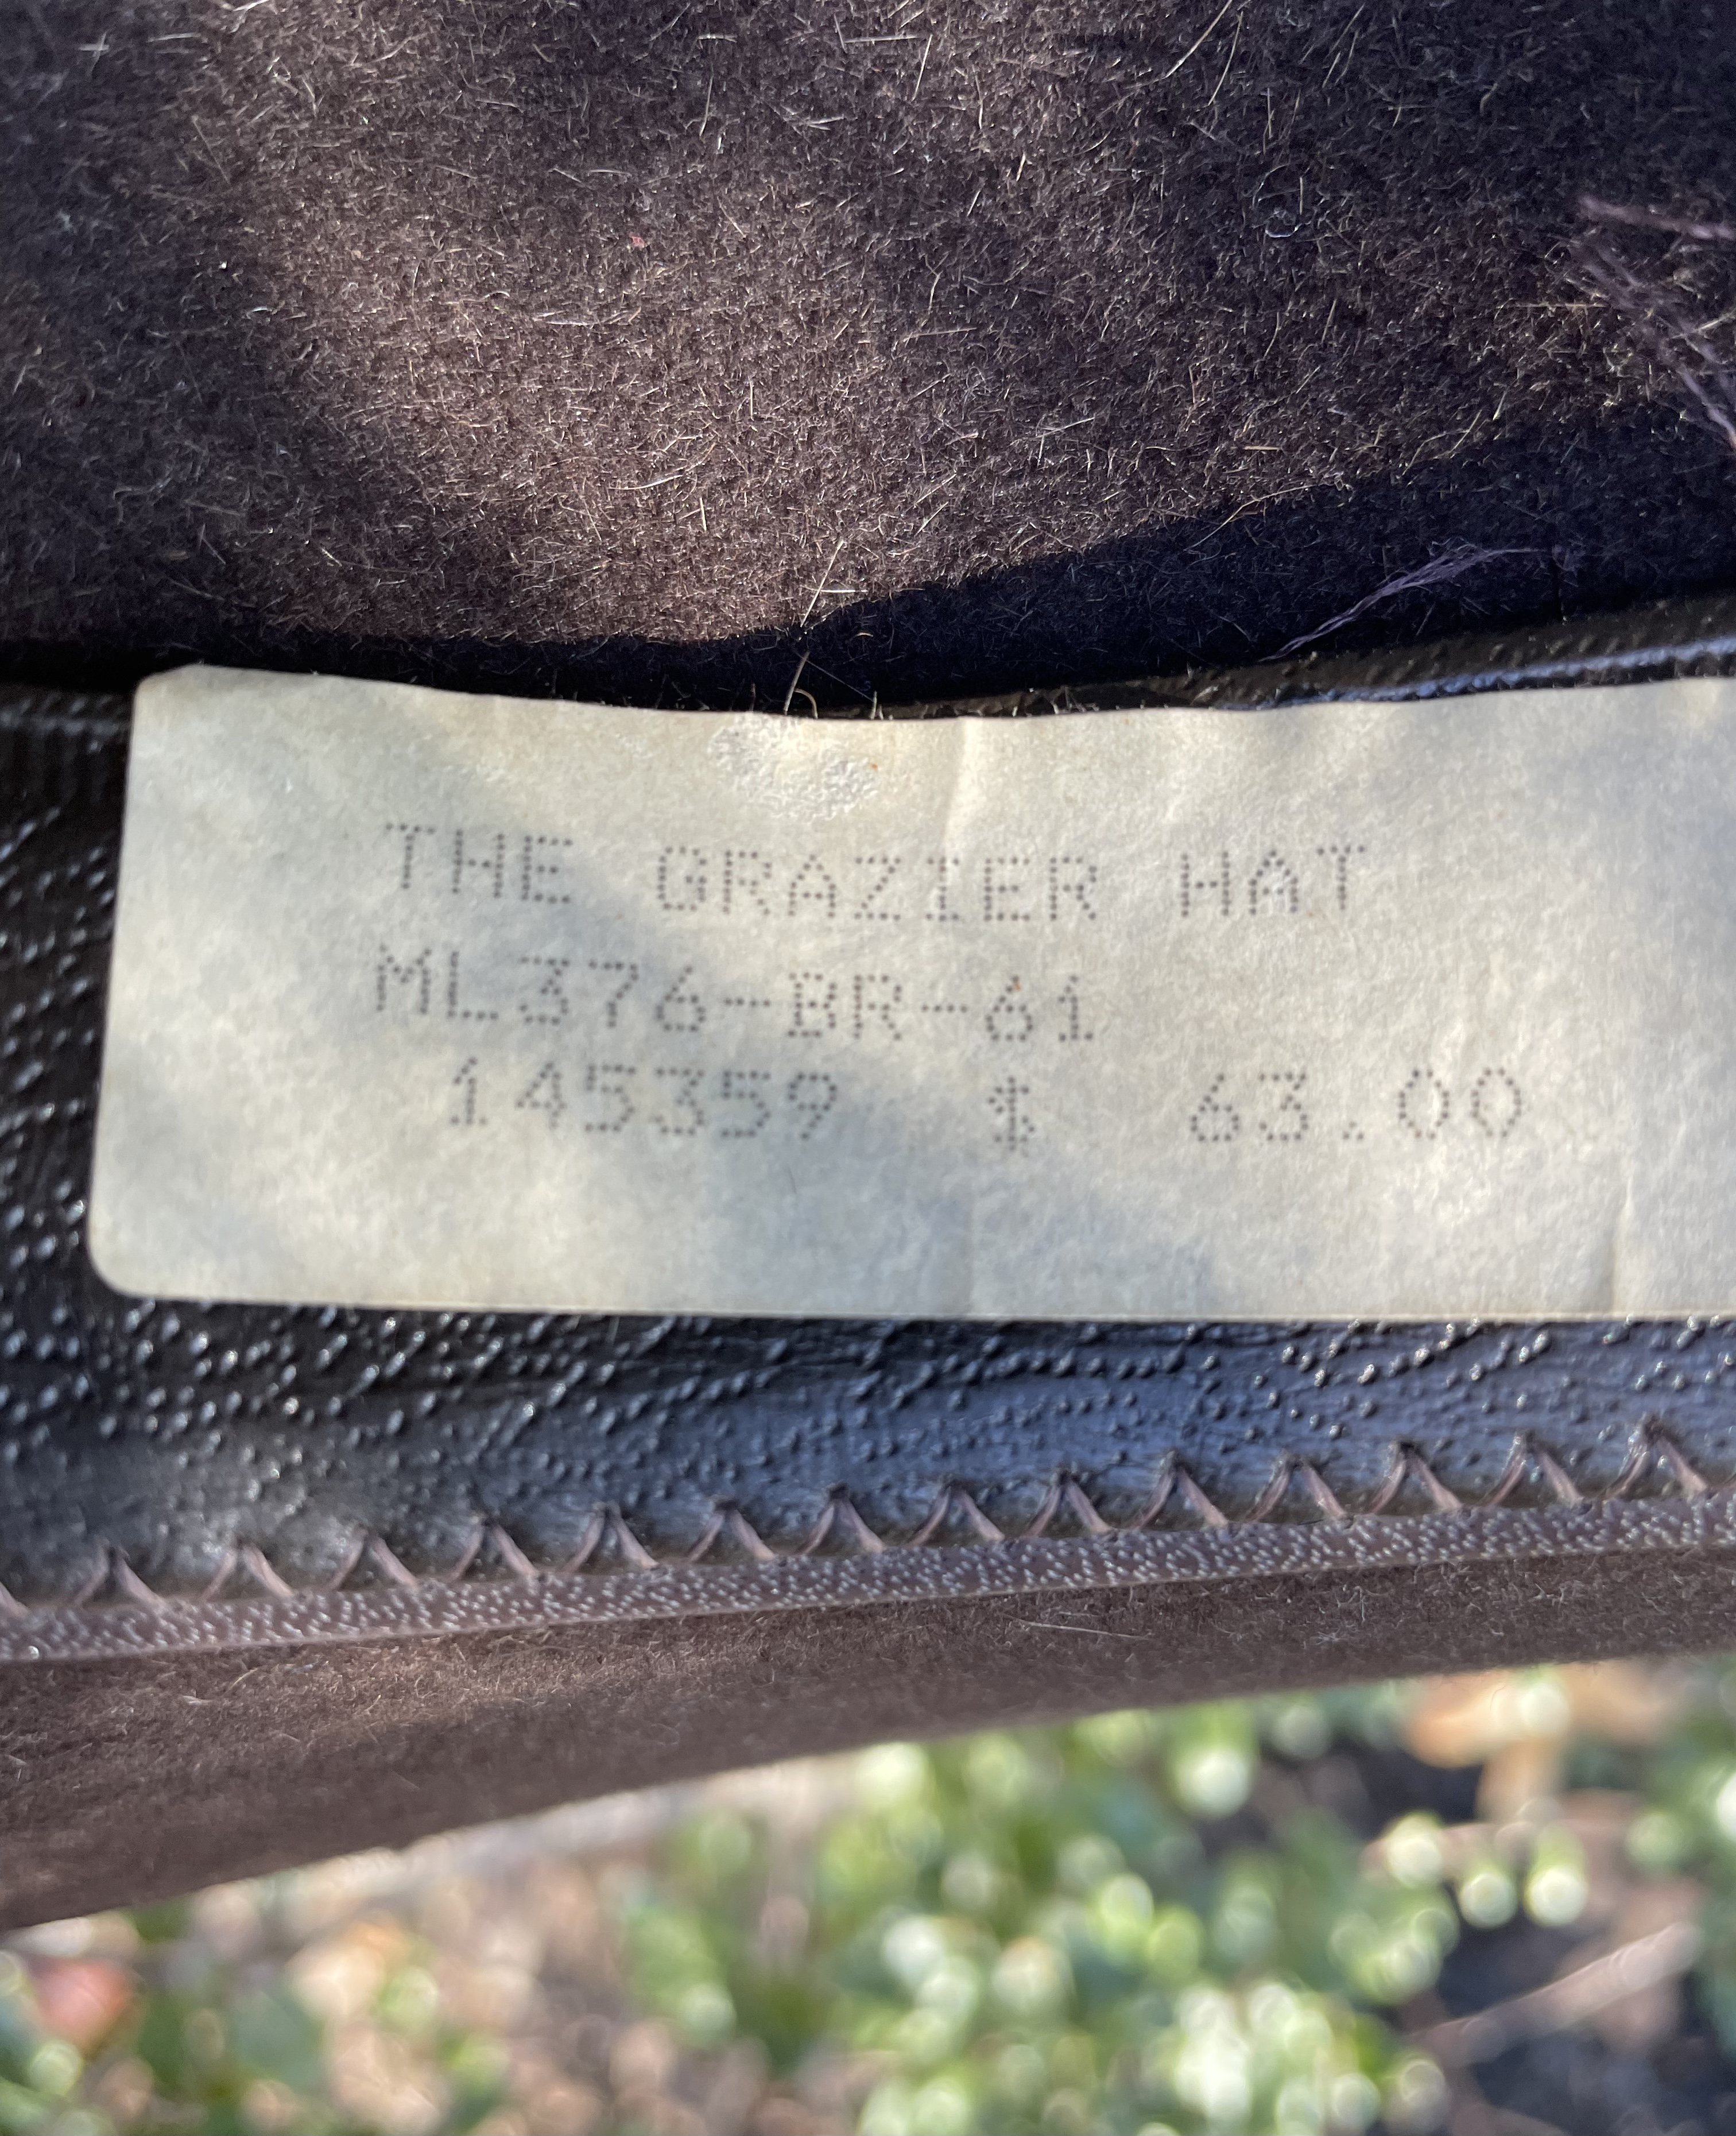 THE GRAZIER HAT
ML376-BR-61
145359 $ 63.00